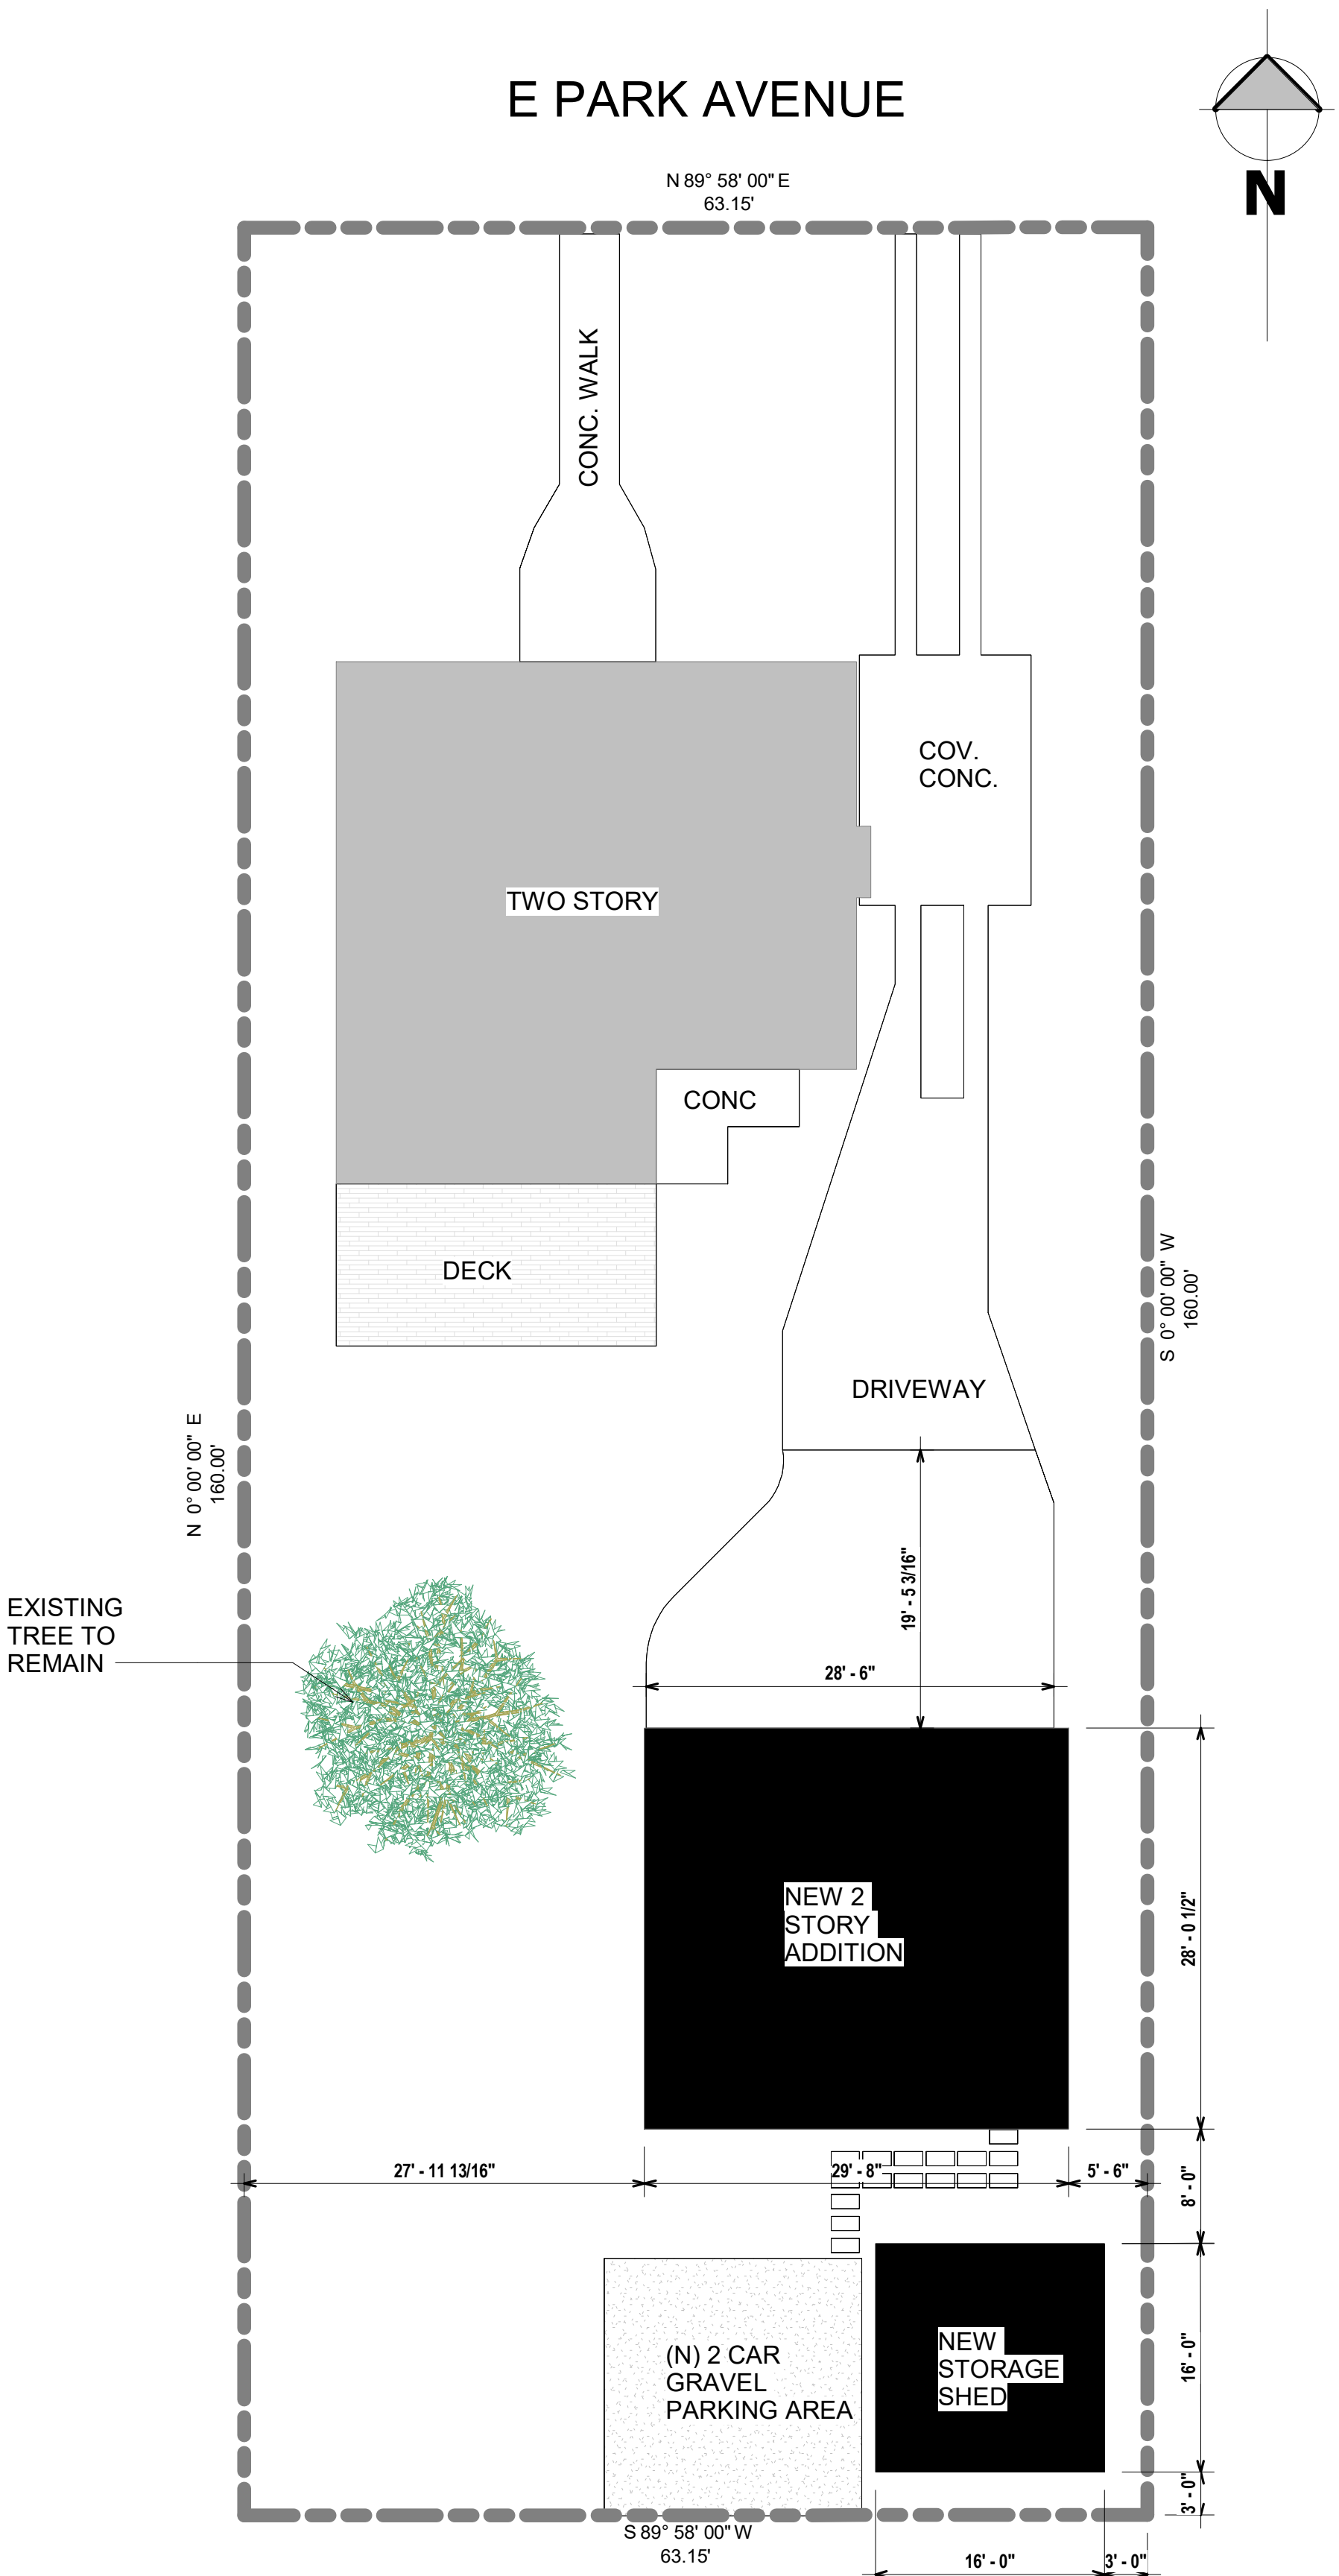 E PARK AVENUE
N
N 89° 58' 00" E
63.15'
CONC. WALK
COV.
CONC.
TWO STORY
CONC
DECK
S 0° 00' 00" W
160.00'
DRIVEWAY
N 0° 00' 00" E
160.00'
19' - 5 3/16"
EXISTING
TREE TO
REMAIN
28' - 6"
NEW 2
STORY
ADDITION
28' - 0 1/2"
27' - 11 13/16"
29' - 8"
5' - 6"
8' - 0"
(N) 2 CAR
GRAVEL
PARKING AREA
NEW
STORAGE
SHED
16' - 0"
3' - 0"
S 89° 58' 00" W
63.15'
16' - 0"
3' - 0"